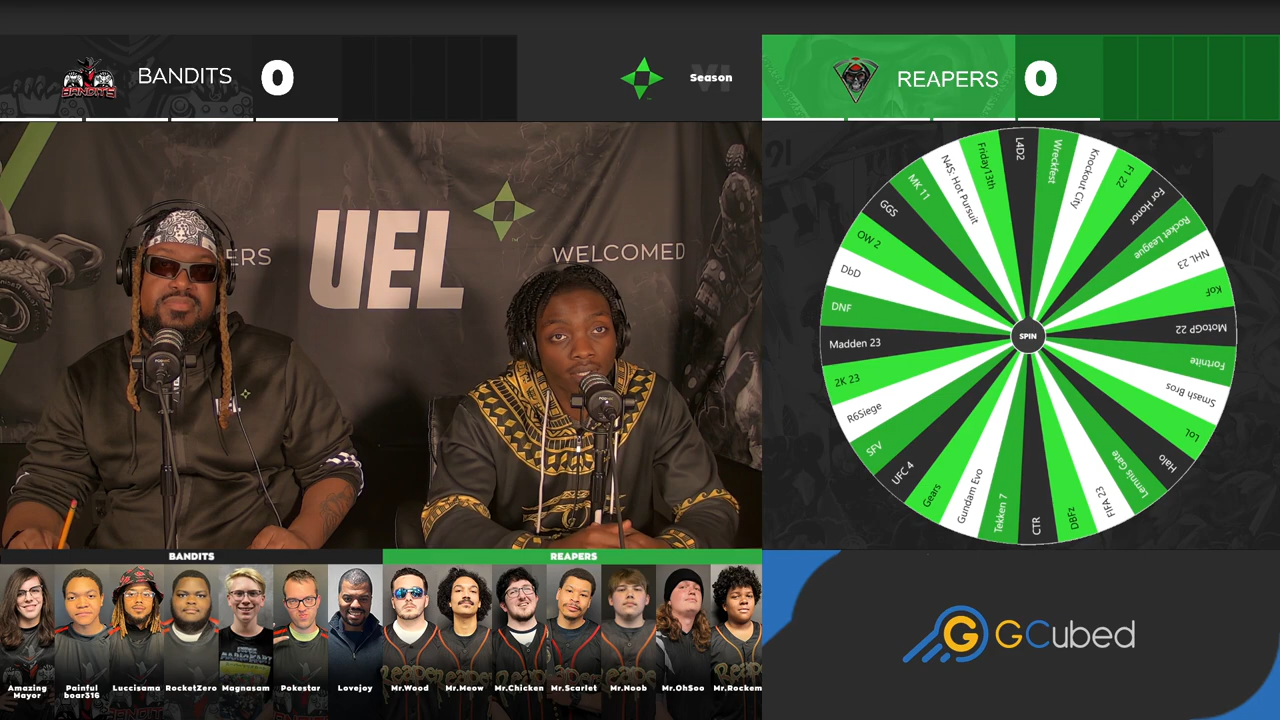 BANDITS 0
VI
Season
REAPERS 0
BANDITS
ERS
UEL
WELCOMED
L4D2
Wreckfest
Knockout City
F1 22
For Honor
Rocket League
NHL 23
KoF
MotoGP 22
Fortnite
Smash Bros
LoL
Halo
Lemnis Gate
FIFA 23
DBFz
CTR
Tekken 7
Gundam Evo
Gears
UFC 4
SFV
R6Siege
2K 23
Madden 23
DNF
DbD
OW 2
GGS
MK 11
N4S: Hot Pursuit
Friday13th
SPIN
BANDITS
REAPERS
Amazing
Mayor
Painful
boar316
Luccisama
RocketZero
Magnasam
Pokestar
Lovejoy
Mr.Wood
Mr.Meow
Mr.Chicken
Mr.Scarlet
Mr.Noob
Mr.OhSoo
Mr.Rockem
G GCubed